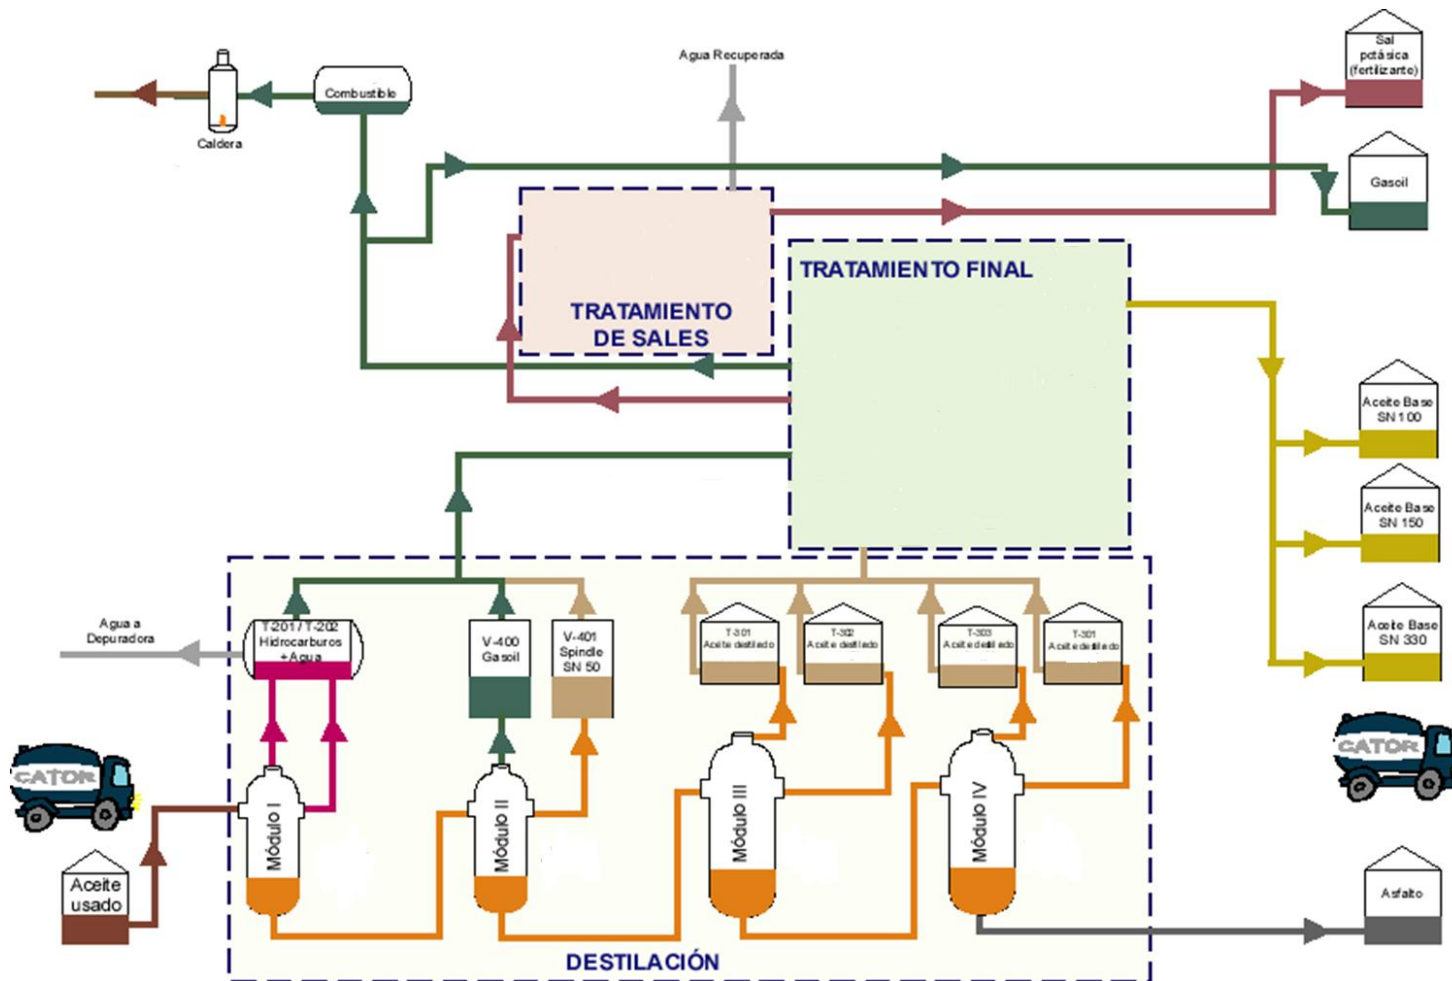 Agua Recuperada
Sal
potásica
(fertilizante)
Combustible
Caldera
Gasoil
TRATAMIENTO FINAL
TRATAMIENTO
DE SALES
Aceite Base
SN 100
Aceite Base
SN 150
Aceite Base
SN 330
Agua a
Depuradora
T-201 / T-202
Hidrocarburos
+Agua
V-400
Gasoil
V-401
Spindle
SN 50
T-301
Aceite destilado
T-302
Aceite destilado
T-303
Aceite destilado
T-301
Aceite destilado
CATOR
CATOR
Módulo I
Módulo II
Módulo III
Módulo IV
Aceite
usado
Asfalto
DESTILACIÓN